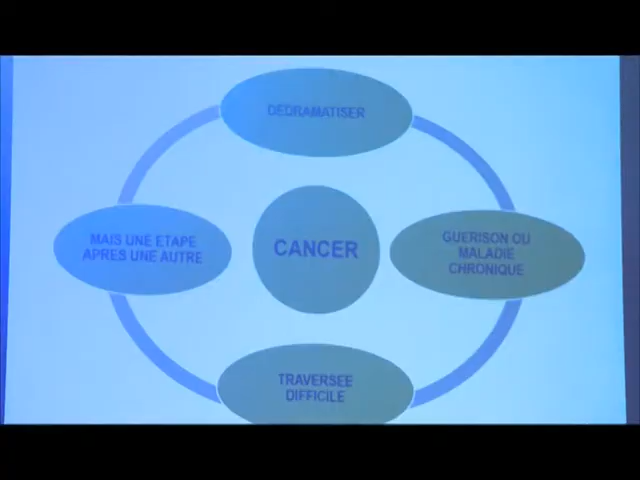 DEDRAMATISER
MAIS UNE ETAPE
APRES UNE AUTRE
CANCER
GUERISON OU
MALADIE
CHRONIQUE
TRAVERSEE
DIFFICILE